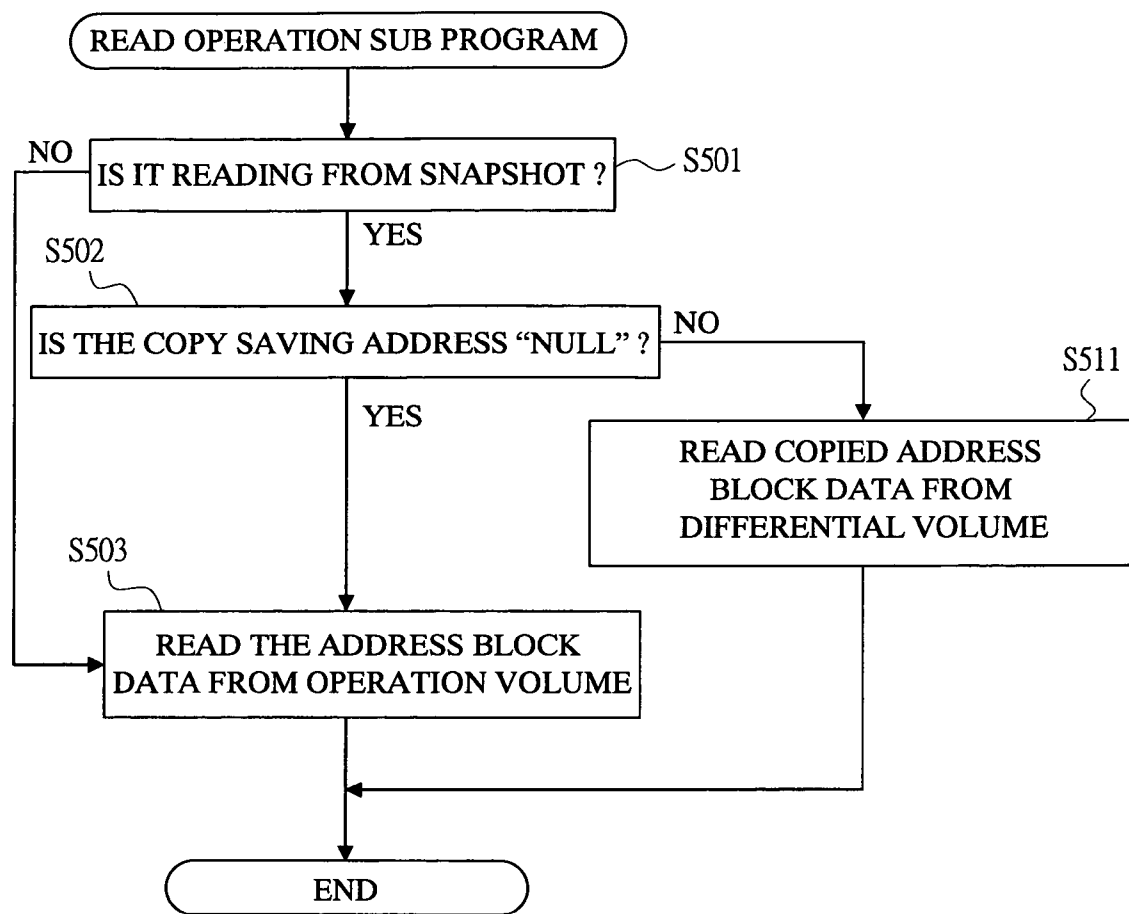 READ OPERATION SUB PROGRAM
NO
IS IT READING FROM SNAPSHOT ?
S501
YES
S502
IS THE COPY SAVING ADDRESS “NULL” ?
NO
S511
YES
READ COPIED ADDRESS
BLOCK DATA FROM
DIFFERENTIAL VOLUME
S503
READ THE ADDRESS BLOCK
DATA FROM OPERATION VOLUME
END